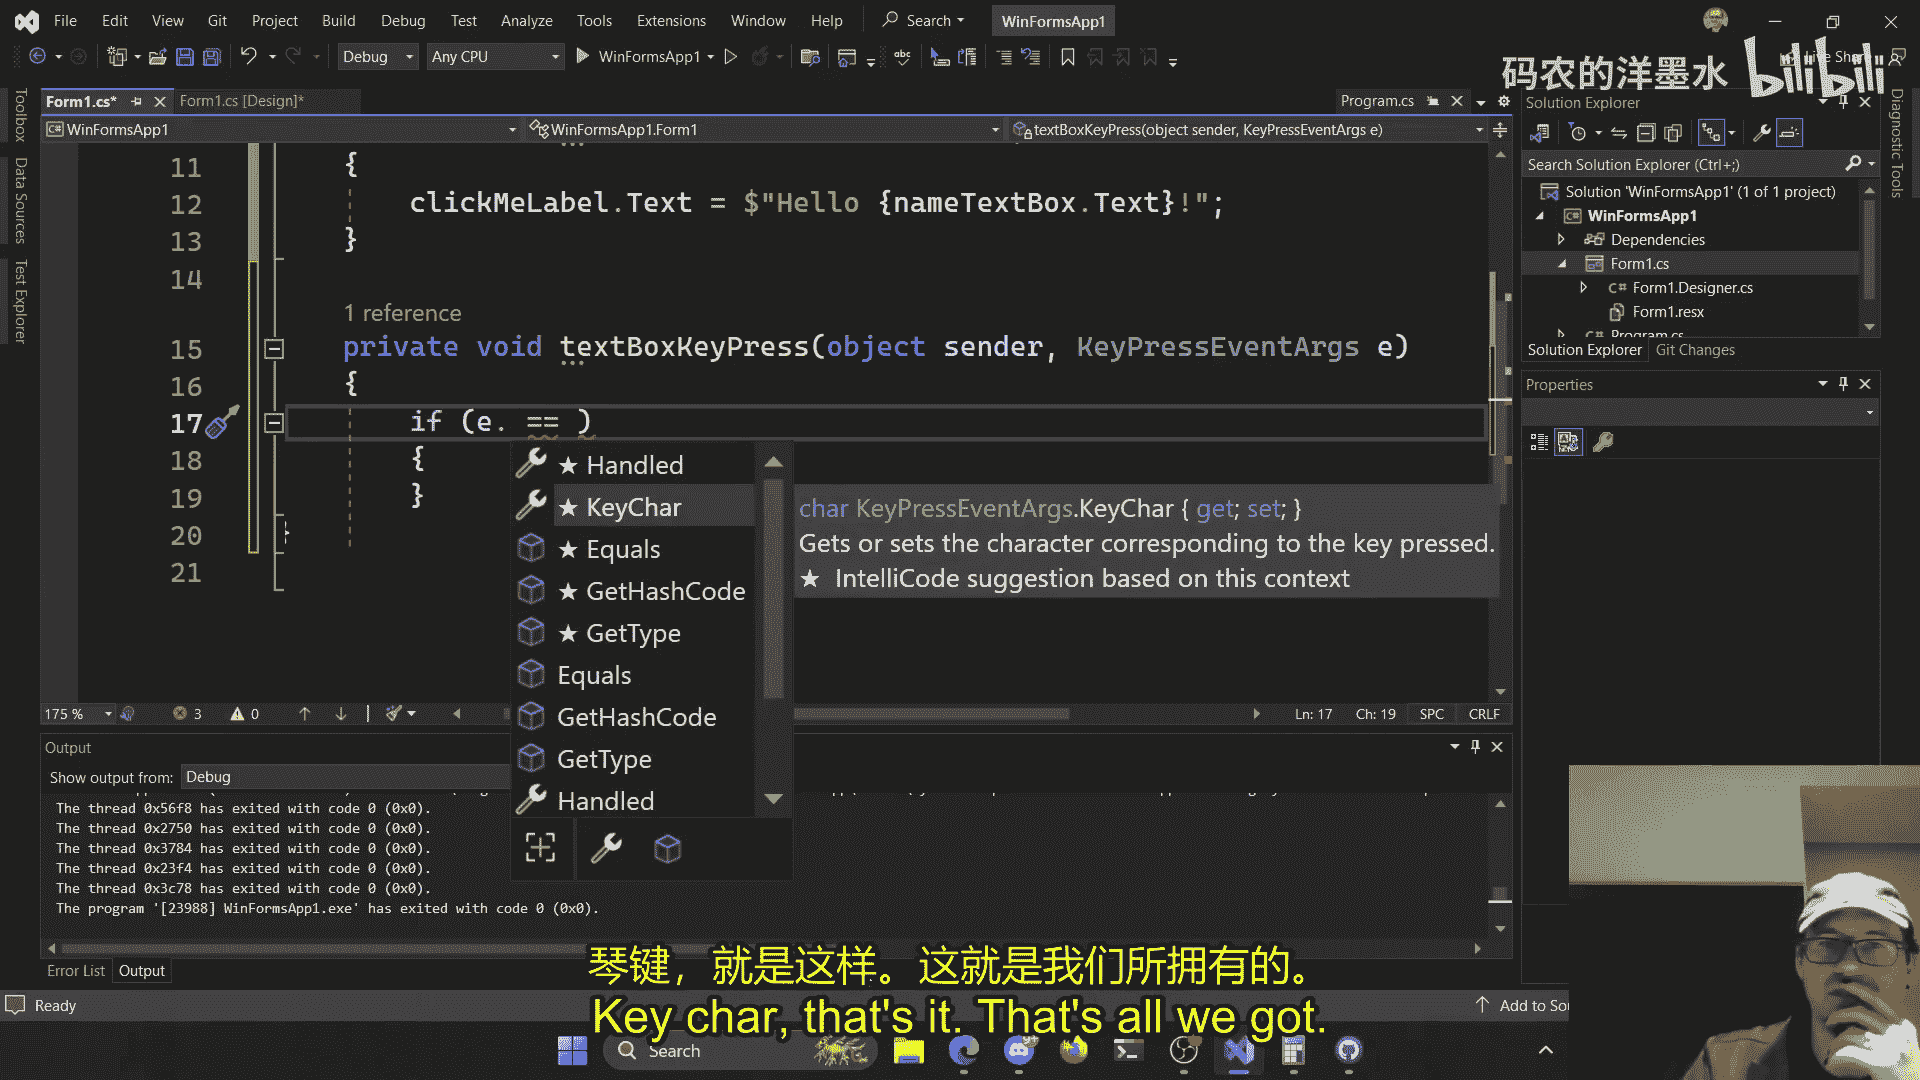 File Edit View Git Project Build Debug Test Analyze Tools Extensions Window Help Search WinFormsApp1
Debug Any CPU WinFormsApp1 Live Share
码农的洋墨水 bilibili
Form1.cs* Form1.cs [Design]* Program.cs
WinFormsApp1 WinFormsApp1.Form1 textBoxKeyPress(object sender, KeyPressEventArgs e)
Toolbox
Data Sources
Test Explorer
11 {
12 clickMeLabel.Text = $"Hello {nameTextBox.Text}!";
13 }
14
1 reference
15 private void textBoxKeyPress(object sender, KeyPressEventArgs e)
16 {
17 if (e. == )
18 {
19 }
20 }
21
★ Handled
★ KeyChar
★ Equals
★ GetHashCode
★ GetType
Equals
GetHashCode
GetType
Handled
char KeyPressEventArgs.KeyChar { get; set; }
Gets or sets the character corresponding to the key pressed.
★ IntelliCode suggestion based on this context
175 % 3 0 Ln: 17 Ch: 19 SPC CRLF
Output
Show output from: Debug
The thread 0x56f8 has exited with code 0 (0x0).
The thread 0x2750 has exited with code 0 (0x0).
The thread 0x3784 has exited with code 0 (0x0).
The thread 0x23f4 has exited with code 0 (0x0).
The thread 0x3c78 has exited with code 0 (0x0).
The program '[23988] WinFormsApp1.exe' has exited with code 0 (0x0).
Error List Output
Solution Explorer
Search Solution Explorer (Ctrl+;)
Solution 'WinFormsApp1' (1 of 1 project)
WinFormsApp1
Dependencies
Form1.cs
C# Form1.Designer.cs
Form1.resx
C# Program.cs
Solution Explorer Git Changes
Properties
Diagnostic Tools
琴键，就是这样。这就是我们所拥有的。
Key char, that's it. That's all we got.
Ready Add to Sou
Search